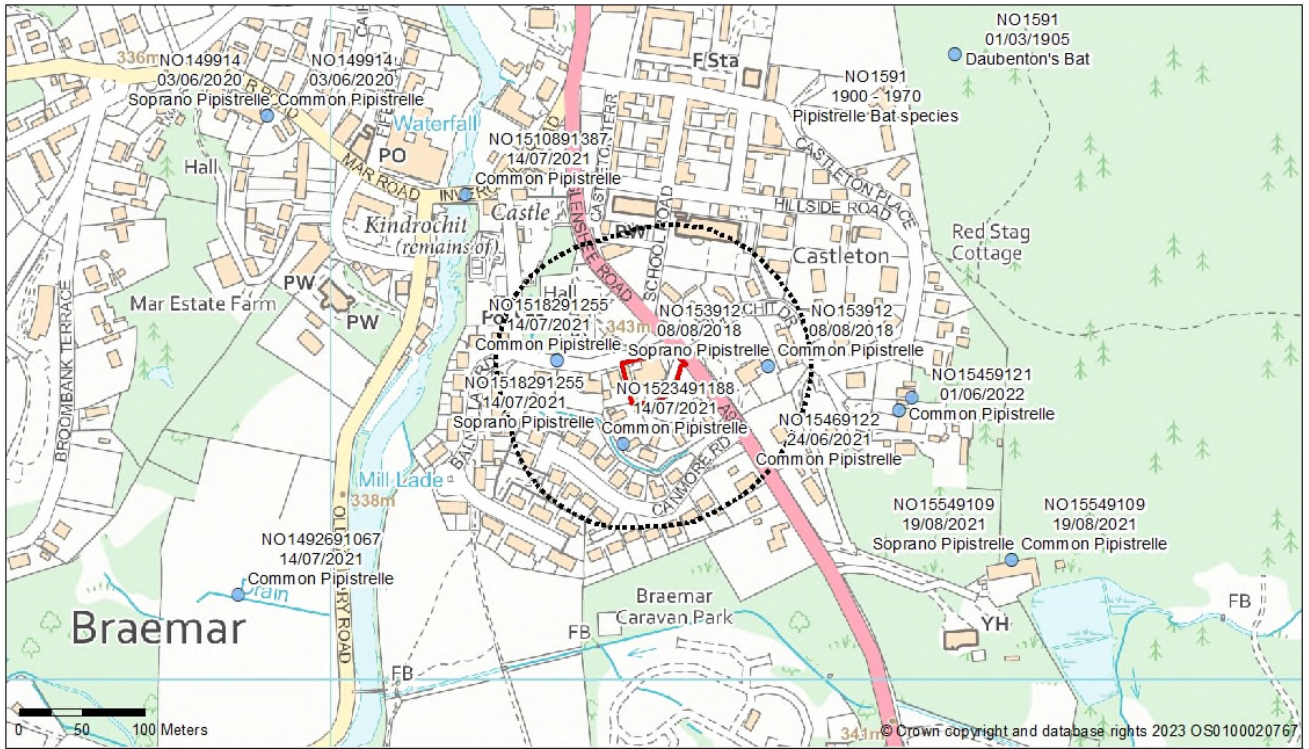 NO1591
01/03/1905
Daubenton's Bat
336m
NO149914
03/06/2020
Soprano Pipistrelle
NO149914
03/06/2020
Common Pipistrelle
F Sta
NO1591
1900 - 1970
Pipistrelle Bat species
Waterfall
PO
Hall
MAR ROAD
NO1510891387
14/07/2021
Common Pipistrelle
CASTLETON PLACE
HILLSIDE ROAD
SCHOOL ROAD
Castle
Kindrochit
(remains of)
Red Stag
Cottage
Castleton
PW
PW
Mar Estate Farm
BROOMBANK TERRACE
Hall
NO1518291255
14/07/2021
Common Pipistrelle
343m
NO153912
08/08/2018
Soprano Pipistrelle
NO153912
08/08/2018
Common Pipistrelle
NO1518291255
14/07/2021
Soprano Pipistrelle
NO1523491188
14/07/2021
Common Pipistrelle
NO15459121
01/06/2022
Common Pipistrelle
NO15469122
24/06/2021
Common Pipistrelle
CANMORE RD
Mill Lade
338m
NO15549109
19/08/2021
Soprano Pipistrelle
NO15549109
19/08/2021
Common Pipistrelle
NO1492691067
14/07/2021
Common Pipistrelle
Drain
Braemar
Braemar
Caravan Park
FB
YH
FB
FB
0 50 100 Meters
341m
© Crown copyright and database rights 2023 OS0100020767